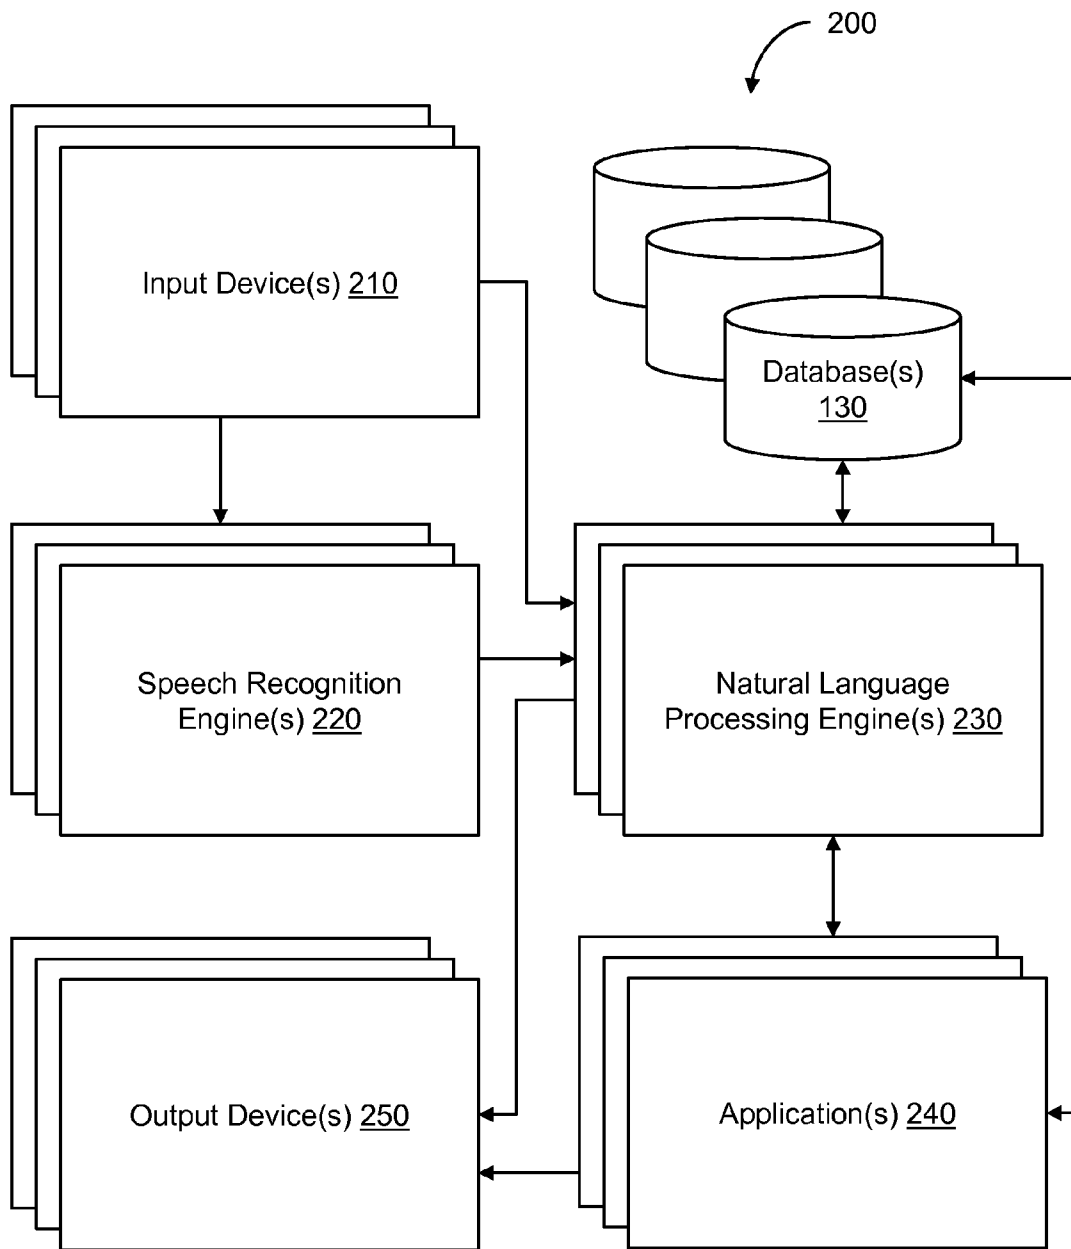 200
Input Device(s) 210
Database(s)
130
Speech Recognition
Engine(s) 220
Natural Language
Processing Engine(s) 230
Output Device(s) 250
Application(s) 240